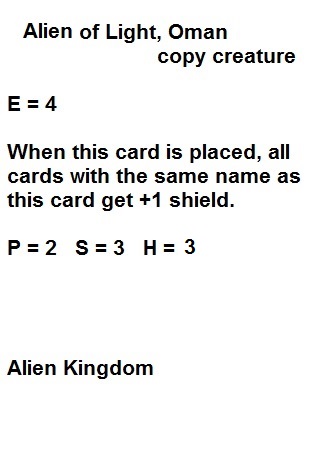 Alien of Light, Oman
copy creature
E = 4
When this card is placed, all
cards with the same name as
this card get +1 shield.
P = 2 S = 3 H = 3
Alien Kingdom